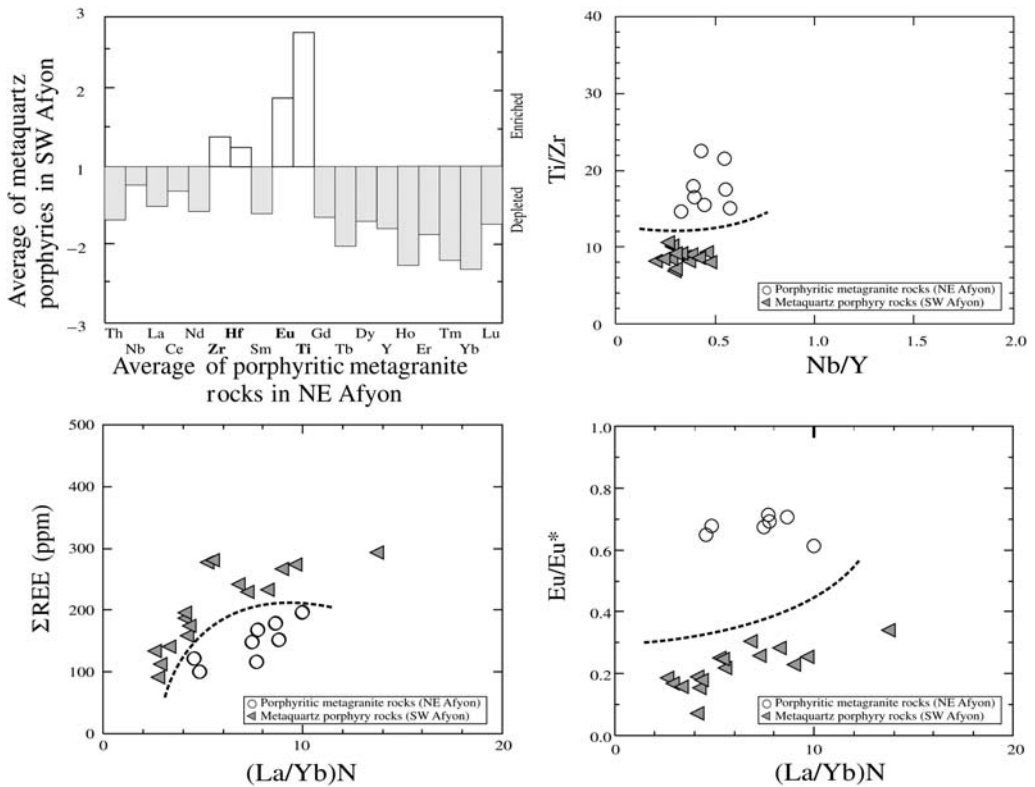 Average of metaquartz
porphyries in SW Afyon
3
2
1
−2
−3
Enriched
Depleted
Th La Nd Hf Eu Gd Dy Ho Tm Lu
Nb Ce Zr Sm Ti Tb Y Er Yb
Average of porphyritic metagranite
rocks in NE Afyon
Ti/Zr
40
30
20
10
0
Porphyritic metagranite rocks (NE Afyon)
Metaquartz porphyry rocks (SW Afyon)
0.0 0.5 1.0 2.0
Nb/Y
ΣREE (ppm)
500
400
300
200
100
0
Porphyritic metagranite rocks (NE Afyon)
Metaquartz porphyry rocks (SW Afyon)
0 10 20
(La/Yb)N
Eu/Eu*
1.0
0.8
0.6
0.4
0.2
0.0
Porphyritic metagranite rocks (NE Afyon)
Metaquartz porphyry rocks (SW Afyon)
0 10 20
(La/Yb)N